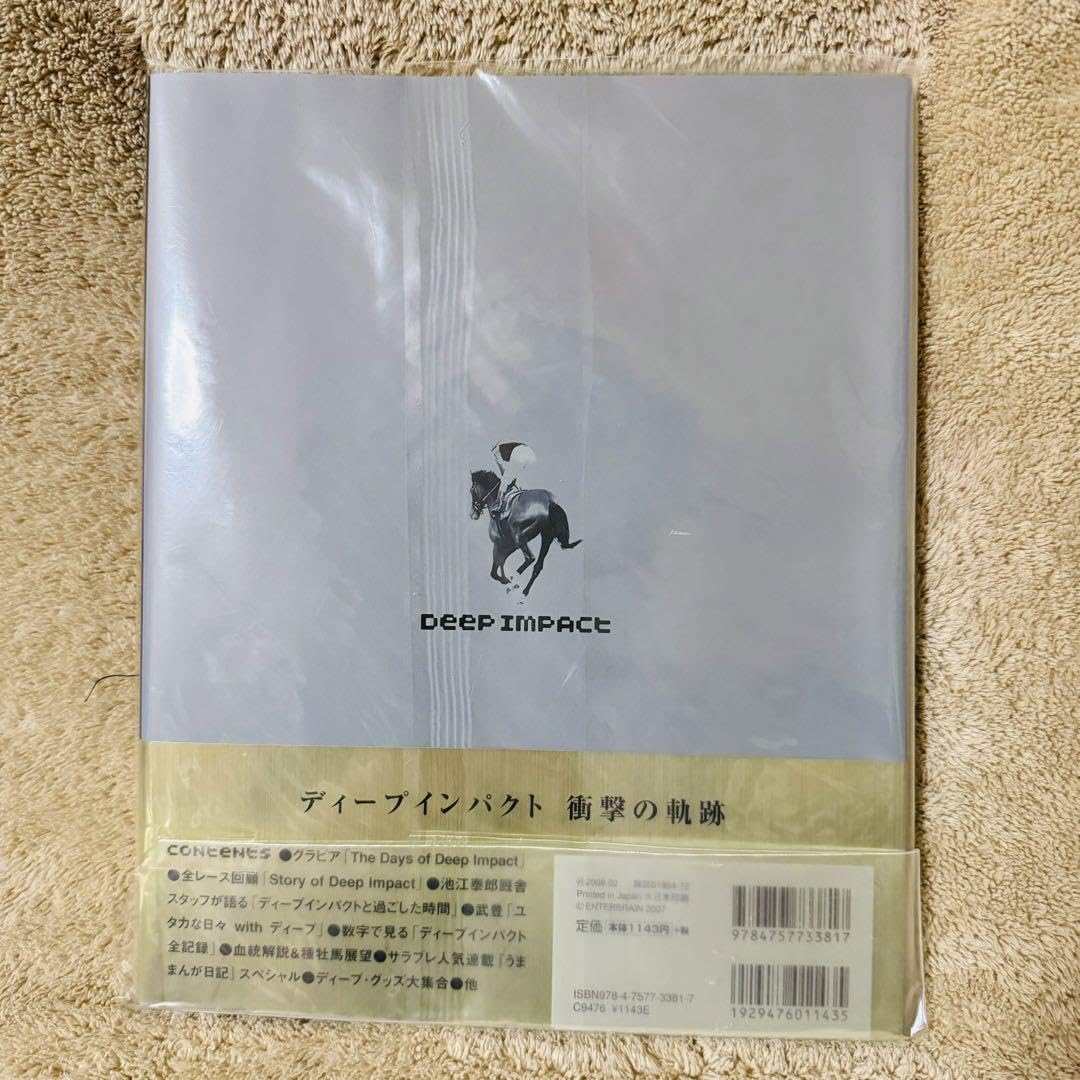 DEEP IMPACT
ディープインパクト 衝撃の軌跡
CONTENTS ●グラビア「The Days of Deep Impact」
●全レース回顧「Story of Deep Impact」●池江泰郎厩舎
スタッフが語る「ディープインパクトと過ごした時間」●武豊「ユ
タカな日々 with ディープ」●数字で見る「ディープインパクト
全記録」●血統解説&種牡馬展望●サラブレ人気連載「うま
まんが日記」スペシャル●ディープ・グッズ大集合●他
Printed in Japan 大日本印刷
©ENTERBRAIN 2007
定価 本体1143円 +税
9784757733817
ISBN978-4-7577-3381-7
C9476 ¥1143E
1929476011435